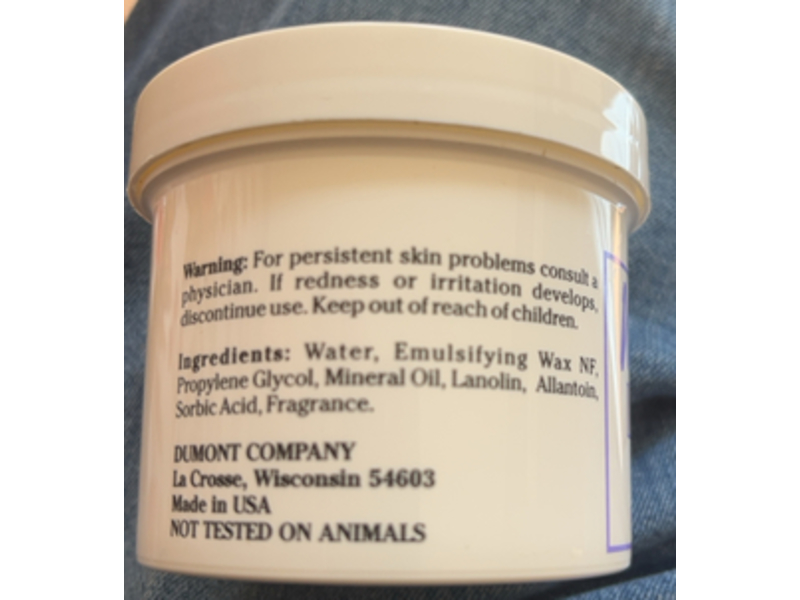 Warning: For persistent skin problems consult a
physician. If redness or irritation develops,
discontinue use. Keep out of reach of children.
Ingredients: Water, Emulsifying Wax NF,
Propylene Glycol, Mineral Oil, Lanolin, Allantoin,
Sorbic Acid, Fragrance.
DUMONT COMPANY
La Crosse, Wisconsin 54603
Made in USA
NOT TESTED ON ANIMALS